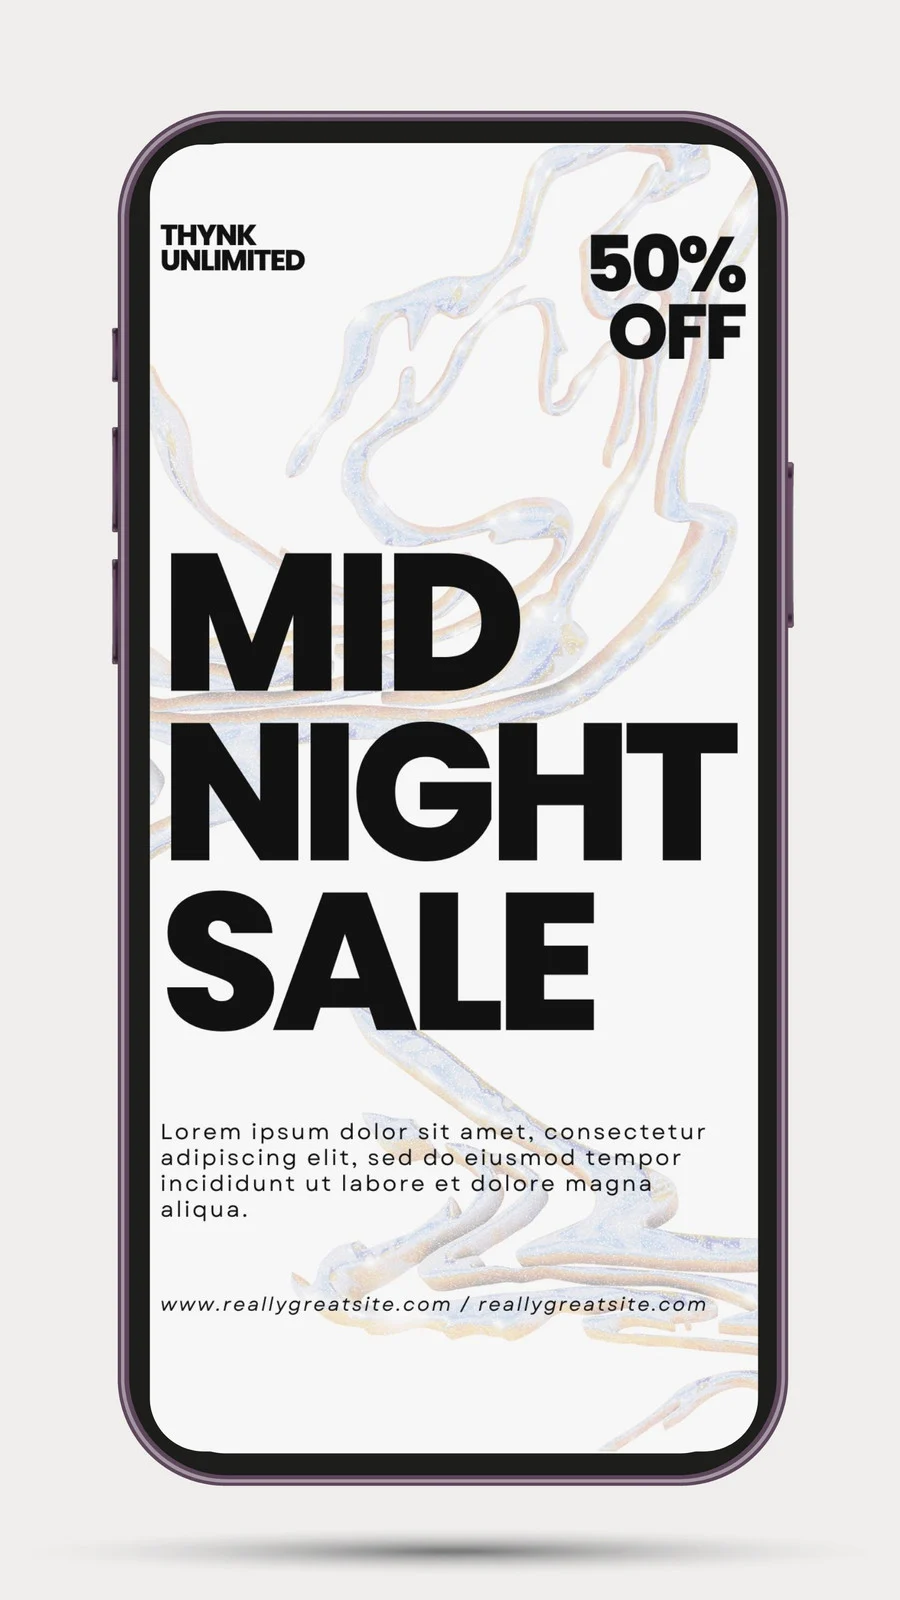 THYNK
UNLIMITED
50%
OFF
MID
NIGHT
SALE
Lorem ipsum dolor sit amet, consectetur
adipiscing elit, sed do eiusmod tempor
incididunt ut labore et dolore magna
aliqua.
www.reallygreatsite.com / reallygreatsite.com